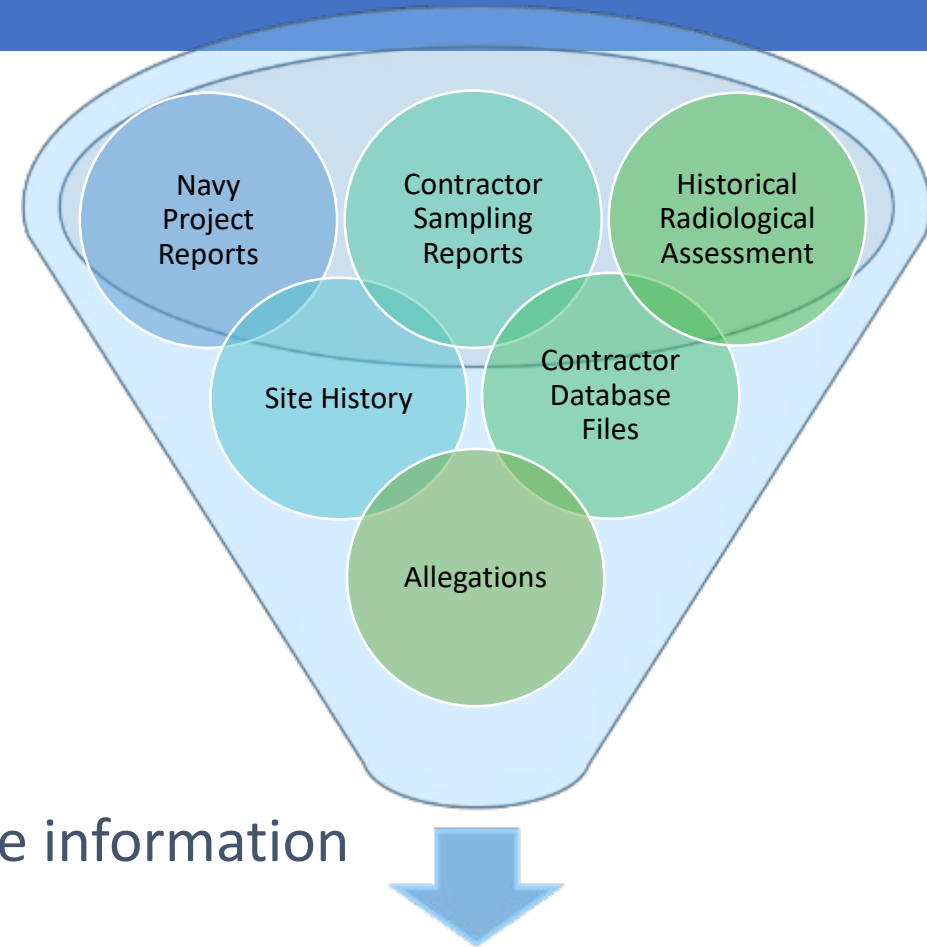 Navy
Project
Reports
Contractor
Sampling
Reports
Historical
Radiological
Assessment
Site History
Contractor
Database
Files
Allegations
e information